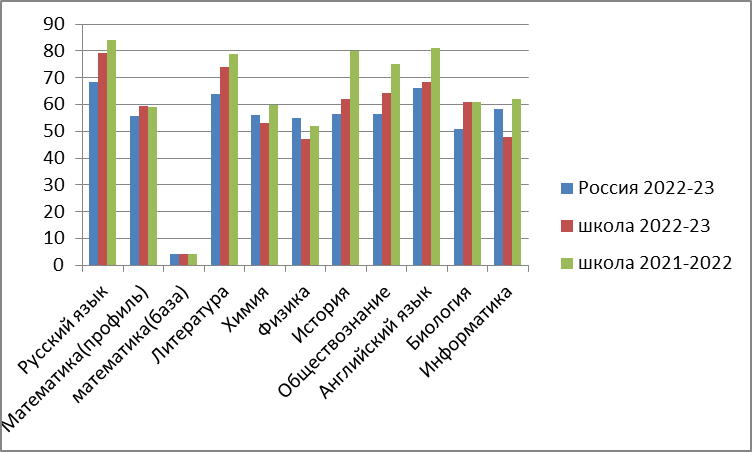 90
80
70
60
50
40
30
20
10
0
Русский язык
Математика(профиль)
математика(база)
Литература
Химия
Физика
История
Обществознание
Английский язык
Биология
Информатика
Россия 2022-23
школа 2022-23
школа 2021-2022